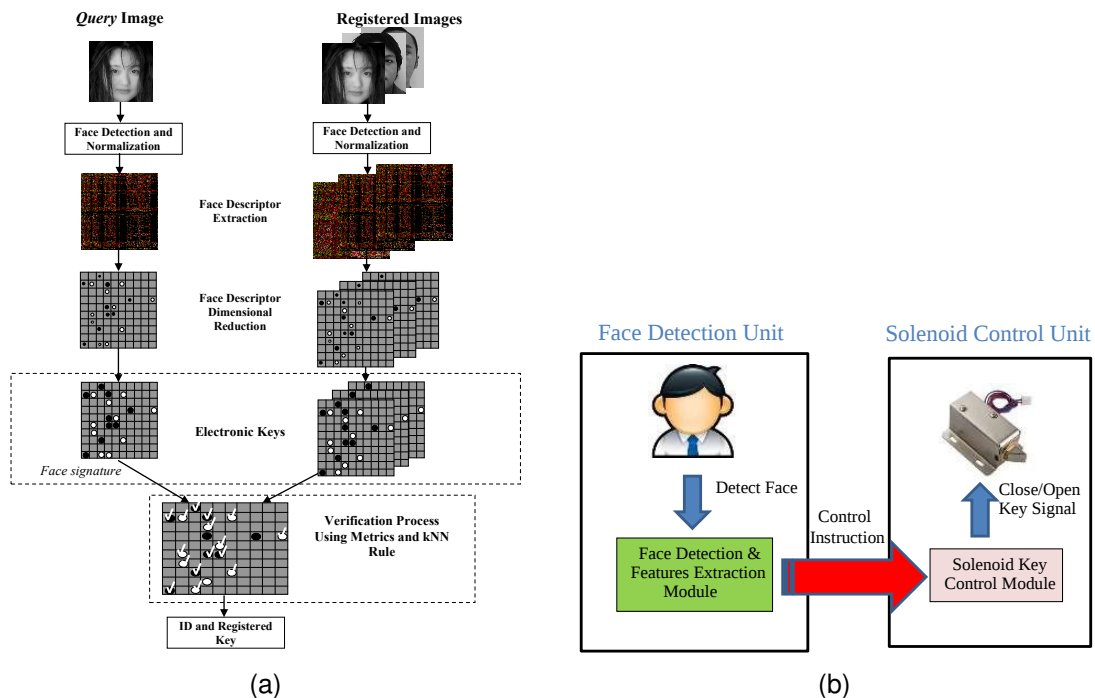 Query Image
Registered Images
Face Detection and
Normalization
Face Detection and
Normalization
Face Descriptor
Extraction
Face Descriptor
Dimensional
Reduction
Electronic Keys
Face signature
Verification Process
Using Metrics and kNN
Rule
ID and Registered
Key
(a)
Face Detection Unit
Solenoid Control Unit
Detect Face
Face Detection &
Features Extraction
Module
Control
Instruction
Close/Open
Key Signal
Solenoid Key
Control Module
(b)